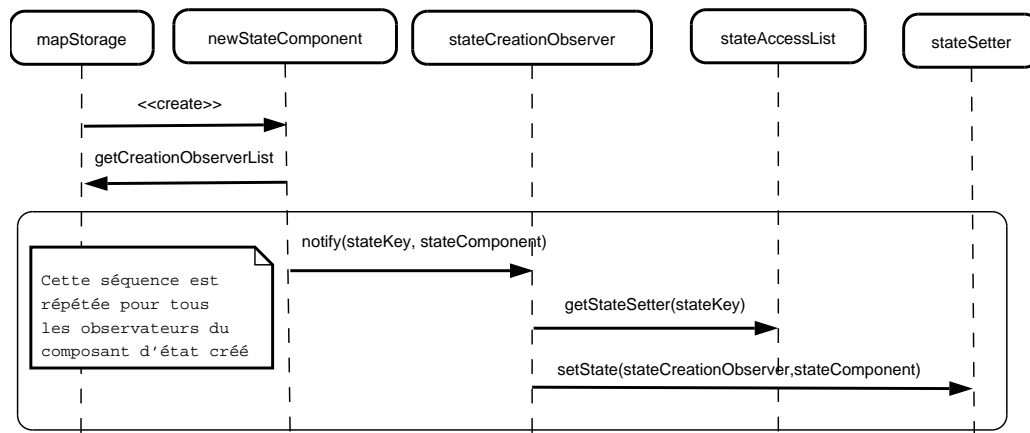 mapStorage
newStateComponent
stateCreationObserver
stateAccessList
stateSetter
<<create>>
getCreationObserverList
notify(stateKey, stateComponent)
Cette séquence est
répétée pour tous
les observateurs du
composant d'état créé
getStateSetter(stateKey)
setState(stateCreationObserver,stateComponent)